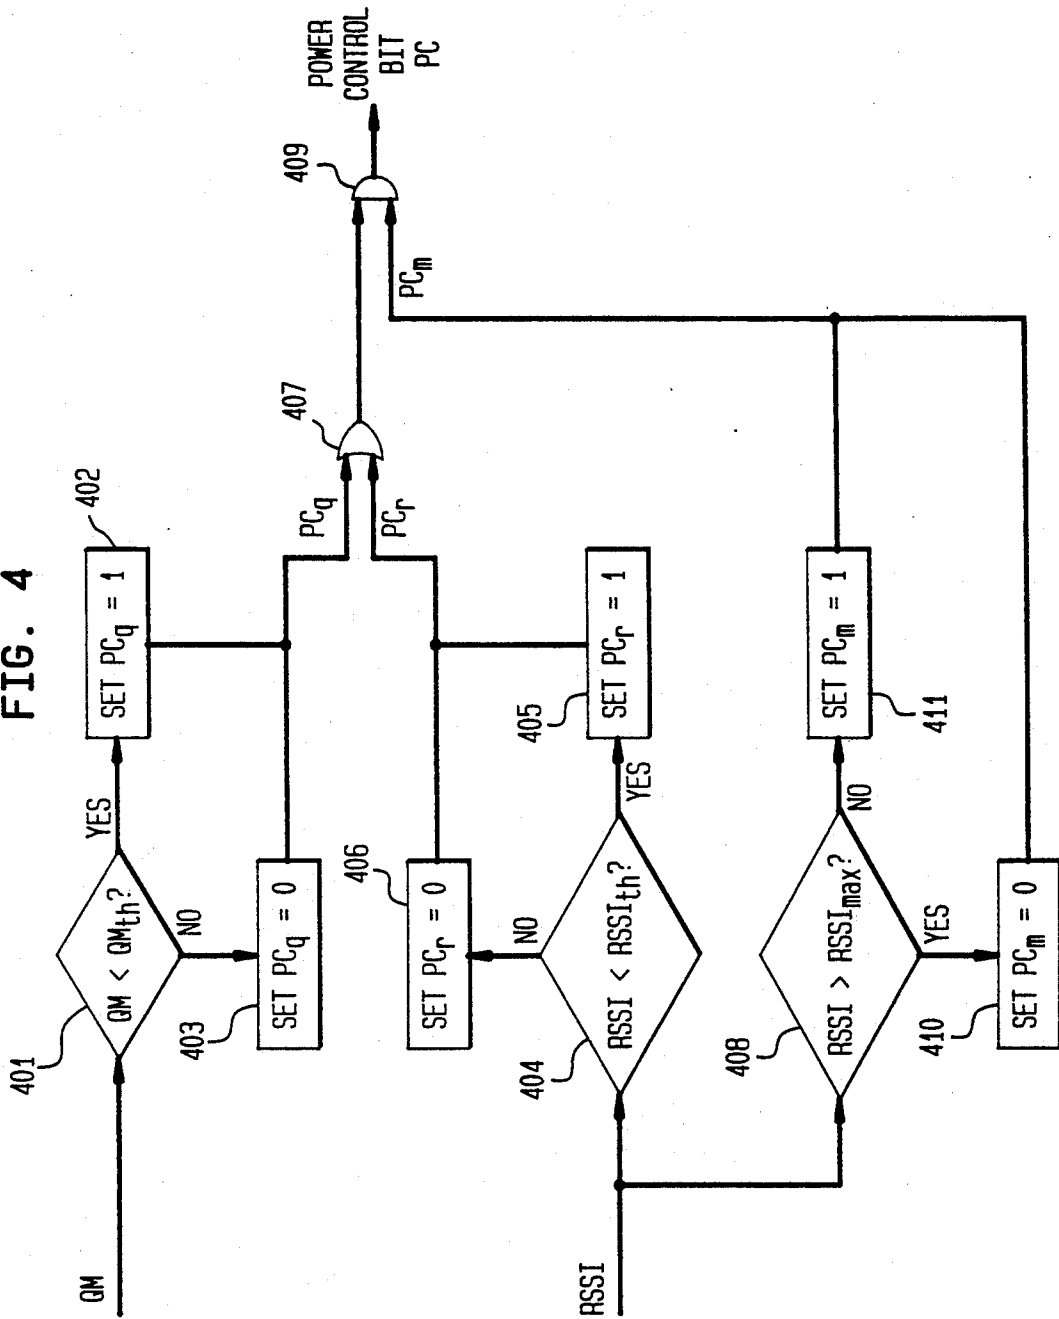 FIG. 4
QM
401
QM < QMth?
YES
NO
402
SET PCq = 1
403
SET PCq = 0
PCq
PCr
407
409
POWER
CONTROL
BIT
PC
PCm
406
SET PCr = 0
NO
404
RSSI < RSSIth?
YES
405
SET PCr = 1
RSSI
408
RSSI > RSSImax?
NO
SET PCm = 1
411
YES
410
SET PCm = 0